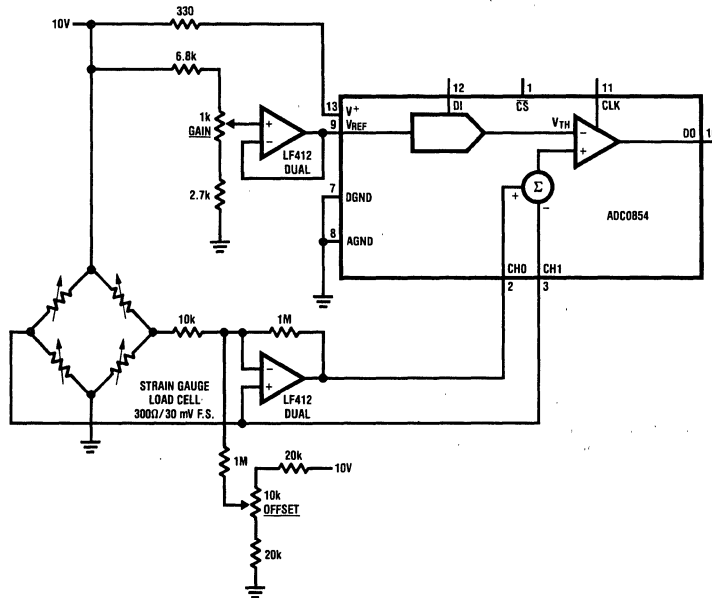 10V
330
6.8k
1k
GAIN
2.7k
+
−
LF412
DUAL
13 V+
9 VREF
7 DGND
8 AGND
12
DI
1
CS
11
CLK
VTH
−
+
DO 1
Σ
+
−
ADC0854
CH0
2
CH1
3
10k
1M
−
+
LF412
DUAL
STRAIN GAUGE
LOAD CELL
300Ω/30 mV F.S.
1M
20k
10V
10k
OFFSET
20k